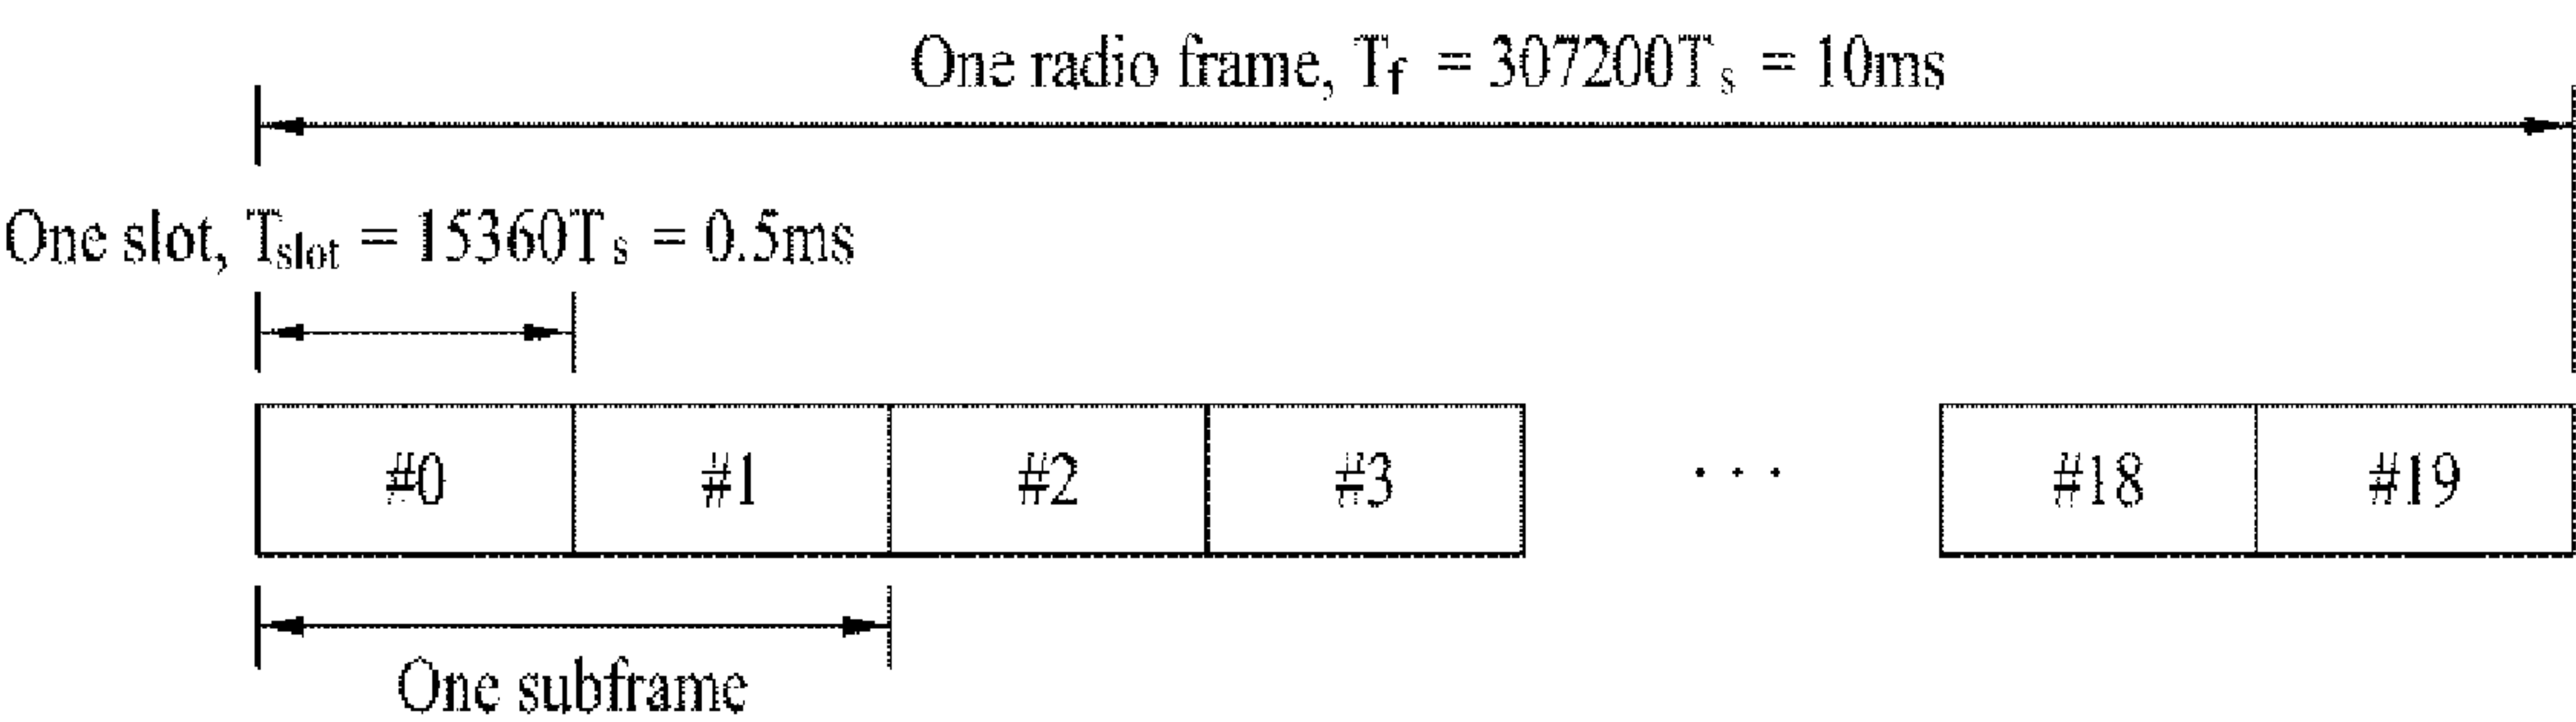 One radio frame, Tf = 307200Ts = 10ms
One slot, Tslot = 15360Ts = 0.5ms
#0 #1 #2 #3 · · · #18 #19
One subframe